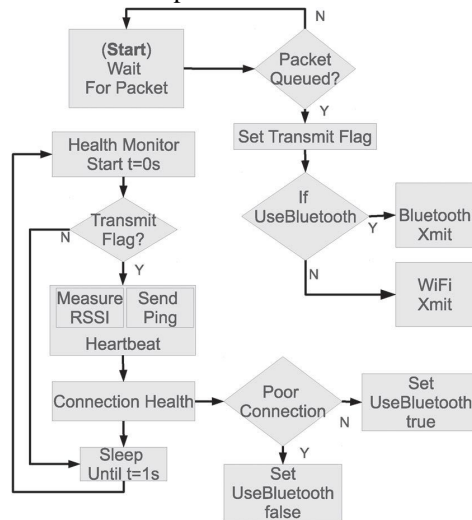 N
(Start)
Wait
For Packet
Packet
Queued?
Y
Set Transmit Flag
Health Monitor
Start t=0s
If
UseBluetooth
Y
Bluetooth
Xmit
N
Transmit
Flag?
N
WiFi
Xmit
Y
Measure
RSSI
Send
Ping
Heartbeat
Connection Health
Poor
Connection
N
Set
UseBluetooth
true
Y
Sleep
Until t=1s
Set
UseBluetooth
false